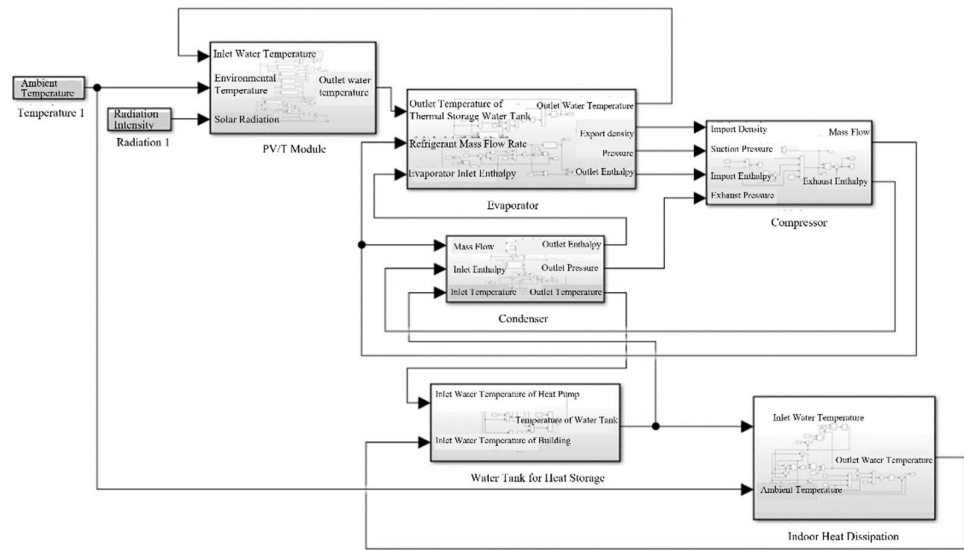 Ambient
Temperature
Temperature 1
Radiation
Intensity
Radiation 1
Inlet Water Temperature
Environmental
Temperature
Solar Radiation
Outlet water
temperature
PV/T Module
Outlet Temperature of
Thermal Storage Water Tank
Refrigerant Mass Flow Rate
Evaporator Inlet Enthalpy
Outlet Water Temperature
Export density
Pressure
Outlet Enthalpy
Evaporator
Import Density
Suction Pressure
Import Enthalpy
Exhaust Pressure
Mass Flow
Exhaust Enthalpy
Compressor
Mass Flow
Inlet Enthalpy
Inlet Temperature
Outlet Enthalpy
Outlet Pressure
Outlet Temperature
Condenser
Inlet Water Temperature of Heat Pump
Temperature of Water Tank
Inlet Water Temperature of Building
Water Tank for Heat Storage
Inlet Water Temperature
Outlet Water Temperature
Ambient Temperature
Indoor Heat Dissipation